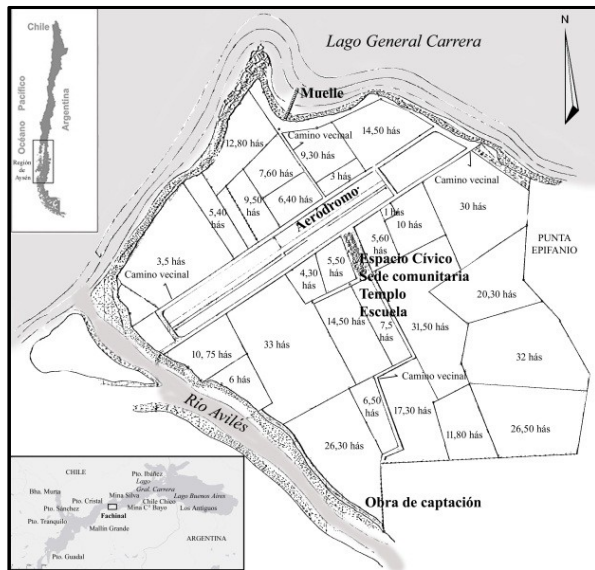 Chile
Océano Pacífico
Argentina
Región de Aysén
Lago General Carrera
N
Muelle
Camino vecinal
14,50 hás
12,80 hás
9,30 hás
7,60 hás
3 hás
Camino vecinal
9,50 hás
6,40 hás
5,40 hás
Aeródromo
30 hás
1 hás
10 hás
5,60 hás
PUNTA EPIFANIO
3,5 hás
Camino vecinal
5,50 hás
4,30 hás
Espacio Cívico
Sede comunitaria
Templo
Escuela
20,30 hás
14,50 hás
7,5 hás
31,50 hás
33 hás
10, 75 hás
32 hás
6 hás
Camino vecinal
6,50 hás
17,30 hás
Río Avilés
26,30 hás
11,80 hás
26,50 hás
Obra de captación
CHILE
Pto. Ibáñez
Lago
Gral. Carrera
Lago Buenos Aires
Bha. Murta
Pto. Cristal
Mina Silva
Chile Chico
Pto. Sánchez
Mina Cº Bayo
Los Antiguos
Fachinal
Pto. Tranquilo
Mallín Grande
ARGENTINA
Pto. Guadal